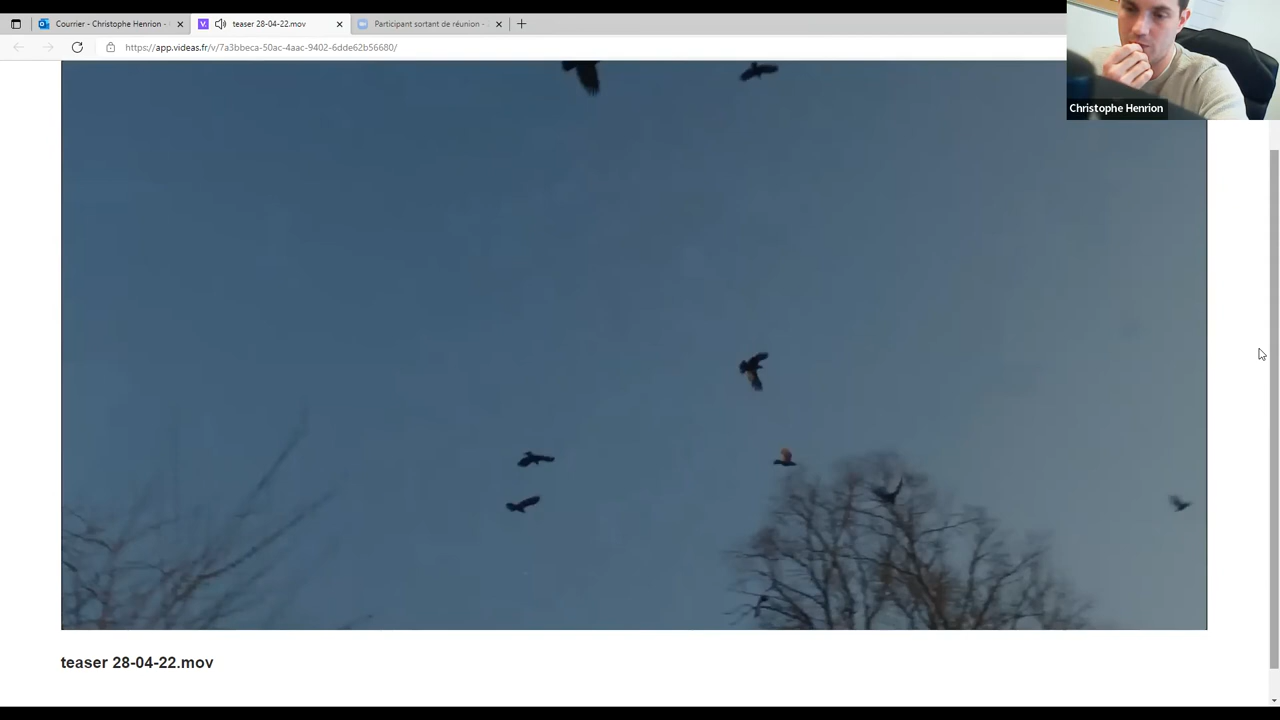 Courrier - Christophe Henrion -
teaser 28-04-22.mov
Participant sortant de réunion -
https://app.videas.fr/v/7a3bbeca-50ac-4aac-9402-6dde62b56680/
Christophe Henrion
teaser 28-04-22.mov